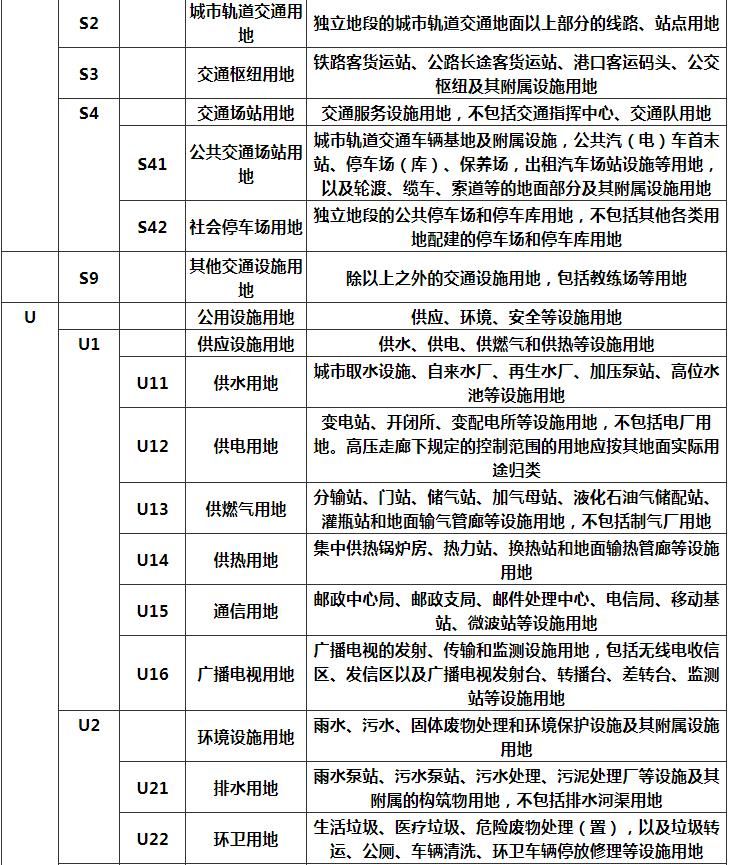 S2
城市轨道交通用
地
独立地段的城市轨道交通地面以上部分的线路、站点用地
S3
交通枢纽用地
铁路客货运站、公路长途客货运站、港口客运码头、公交
枢纽及其附属设施用地
S4
交通场站用地
交通服务设施用地，不包括交通指挥中心、交通队用地
S41
公共交通场站用
地
城市轨道交通车辆基地及附属设施，公共汽（电）车首末
站、停车场（库）、保养场，出租汽车场站设施等用地，
以及轮渡、缆车、索道等的地面部分及其附属设施用地
S42
社会停车场用地
独立地段的公共停车场和停车库用地，不包括其他各类用
地配建的停车场和停车库用地
S9
其他交通设施用
地
除以上之外的交通设施用地，包括教练场等用地
U
公用设施用地
供应、环境、安全等设施用地
U1
供应设施用地
供水、供电、供燃气和供热等设施用地
U11
供水用地
城市取水设施、自来水厂、再生水厂、加压泵站、高位水
池等设施用地
U12
供电用地
变电站、开闭所、变配电所等设施用地，不包括电厂用
地。高压走廊下规定的控制范围的用地应按其地面实际用
途归类
U13
供燃气用地
分输站、门站、储气站、加气母站、液化石油气储配站、
灌瓶站和地面输气管廊等设施用地，不包括制气厂用地
U14
供热用地
集中供热锅炉房、热力站、换热站和地面输热管廊等设施
用地
U15
通信用地
邮政中心局、邮政支局、邮件处理中心、电信局、移动基
站、微波站等设施用地
U16
广播电视用地
广播电视的发射、传输和监测设施用地，包括无线电收信
区、发信区以及广播电视发射台、转播台、差转台、监测
站等设施用地
U2
环境设施用地
雨水、污水、固体废物处理和环境保护设施及其附属设施
用地
U21
排水用地
雨水泵站、污水泵站、污水处理、污泥处理厂等设施及其
附属的构筑物用地，不包括排水河渠用地
U22
环卫用地
生活垃圾、医疗垃圾、危险废物处理（置），以及垃圾转
运、公厕、车辆清洗、环卫车辆停放修理等设施用地